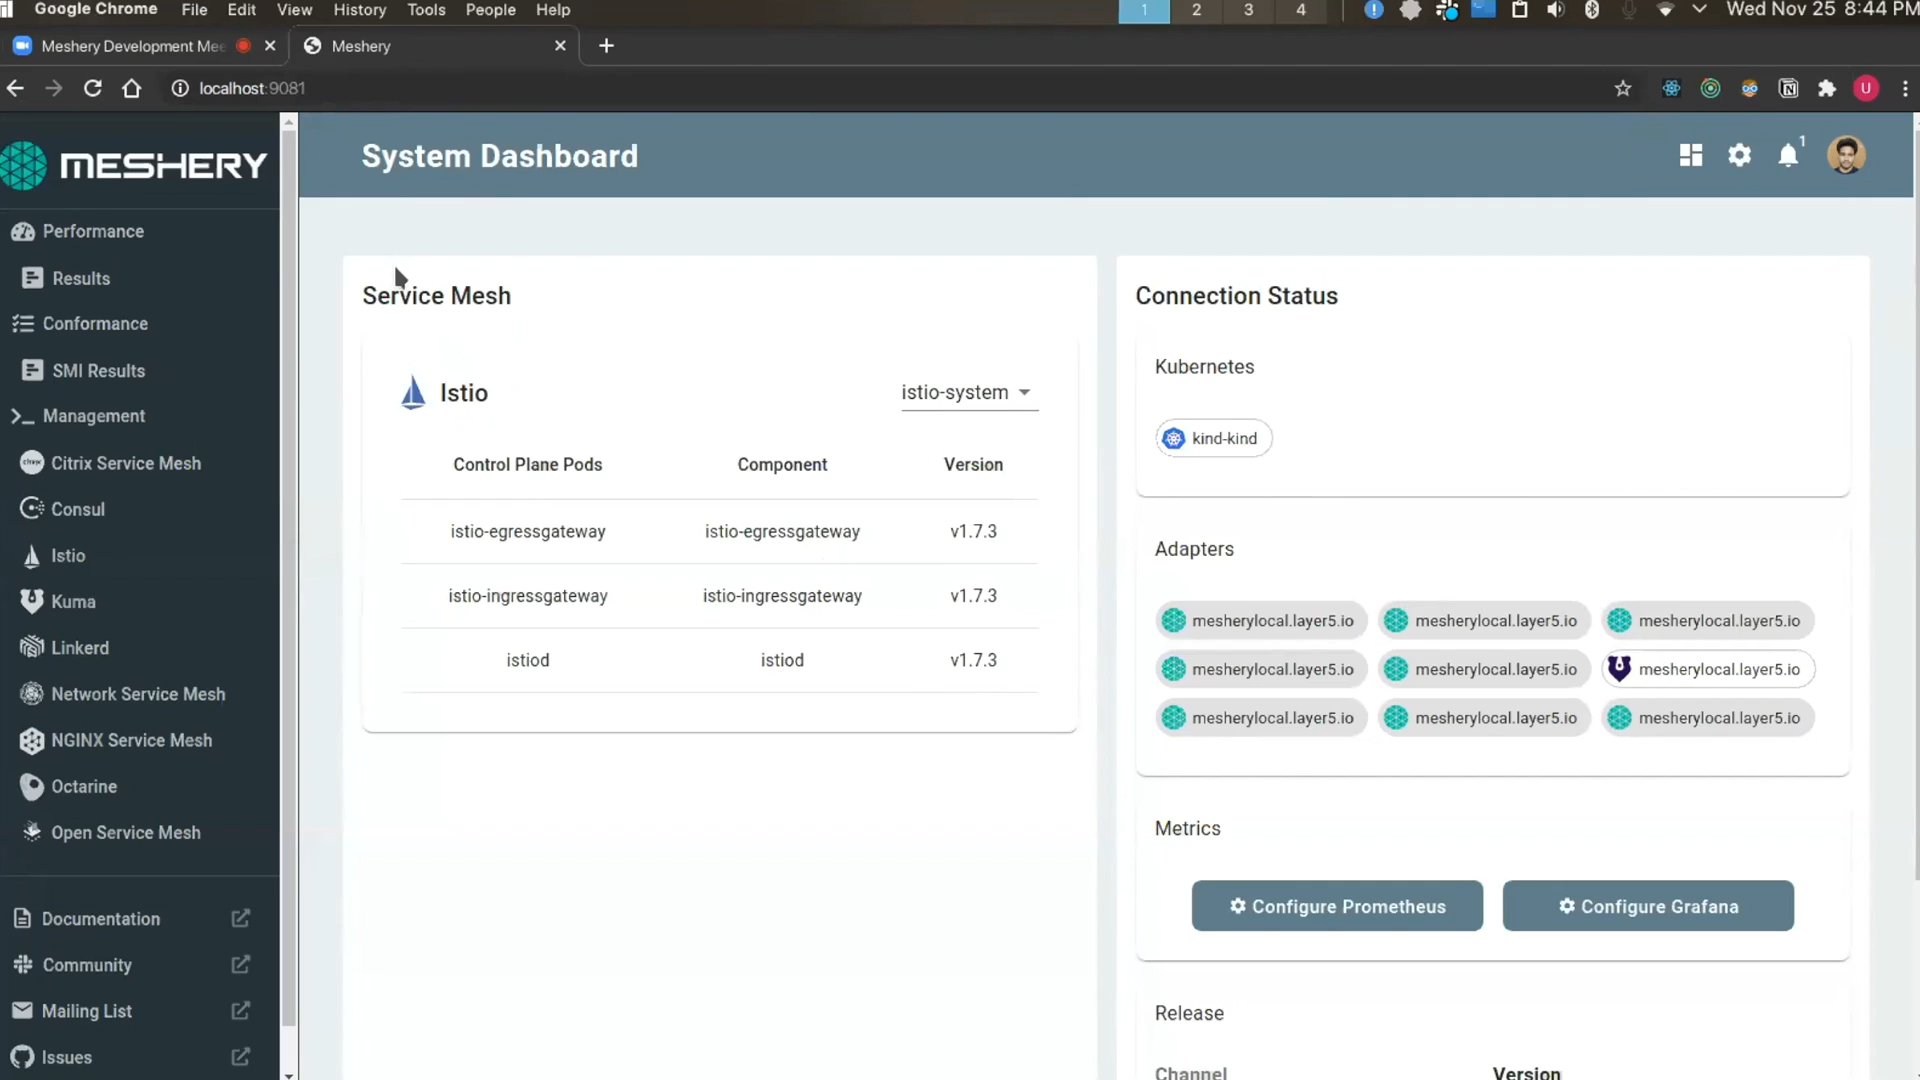 Google Chrome File Edit View History Tools People Help 1 2 3 4 Wed Nov 25 8:44 PM
Meshery Development Mee Meshery
localhost:9081 N U
MESHERY
System Dashboard
1
Performance
Results
Conformance
SMI Results
Management
Citrix Service Mesh
Consul
Istio
Kuma
Linkerd
Network Service Mesh
NGINX Service Mesh
Octarine
Open Service Mesh
Documentation
Community
Mailing List
Issues
Service Mesh
Istio istio-system
Control Plane Pods Component Version
istio-egressgateway istio-egressgateway v1.7.3
istio-ingressgateway istio-ingressgateway v1.7.3
istiod istiod v1.7.3
Connection Status
Kubernetes
kind-kind
Adapters
mesherylocal.layer5.io mesherylocal.layer5.io mesherylocal.layer5.io
mesherylocal.layer5.io mesherylocal.layer5.io mesherylocal.layer5.io
mesherylocal.layer5.io mesherylocal.layer5.io mesherylocal.layer5.io
Metrics
Configure Prometheus Configure Grafana
Release
Channel Version